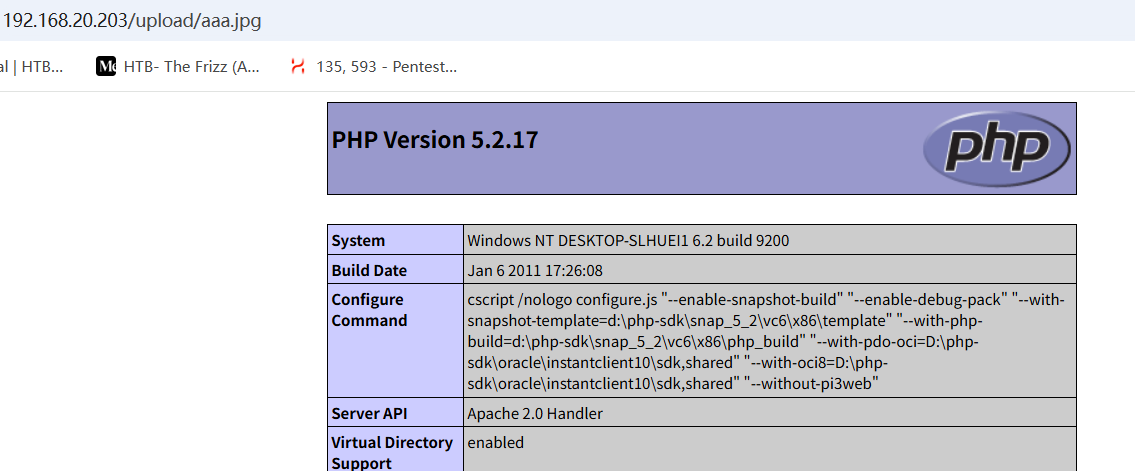 192.168.20.203/upload/aaa.jpg
al | HTB...
Me
HTB- The Frizz (A...
135, 593 - Pentest...
PHP Version 5.2.17
php
System
Windows NT DESKTOP-SLHUEI1 6.2 build 9200
Build Date
Jan 6 2011 17:26:08
Configure
Command
cscript /nologo configure.js "--enable-snapshot-build" "--enable-debug-pack" "--with-
snapshot-template=d:\php-sdk\snap_5_2\vc6\x86\template" "--with-php-
build=d:\php-sdk\snap_5_2\vc6\x86\php_build" "--with-pdo-oci=D:\php-
sdk\oracle\instantclient10\sdk,shared" "--with-oci8=D:\php-
sdk\oracle\instantclient10\sdk,shared" "--without-pi3web"
Server API
Apache 2.0 Handler
Virtual Directory
Support
enabled